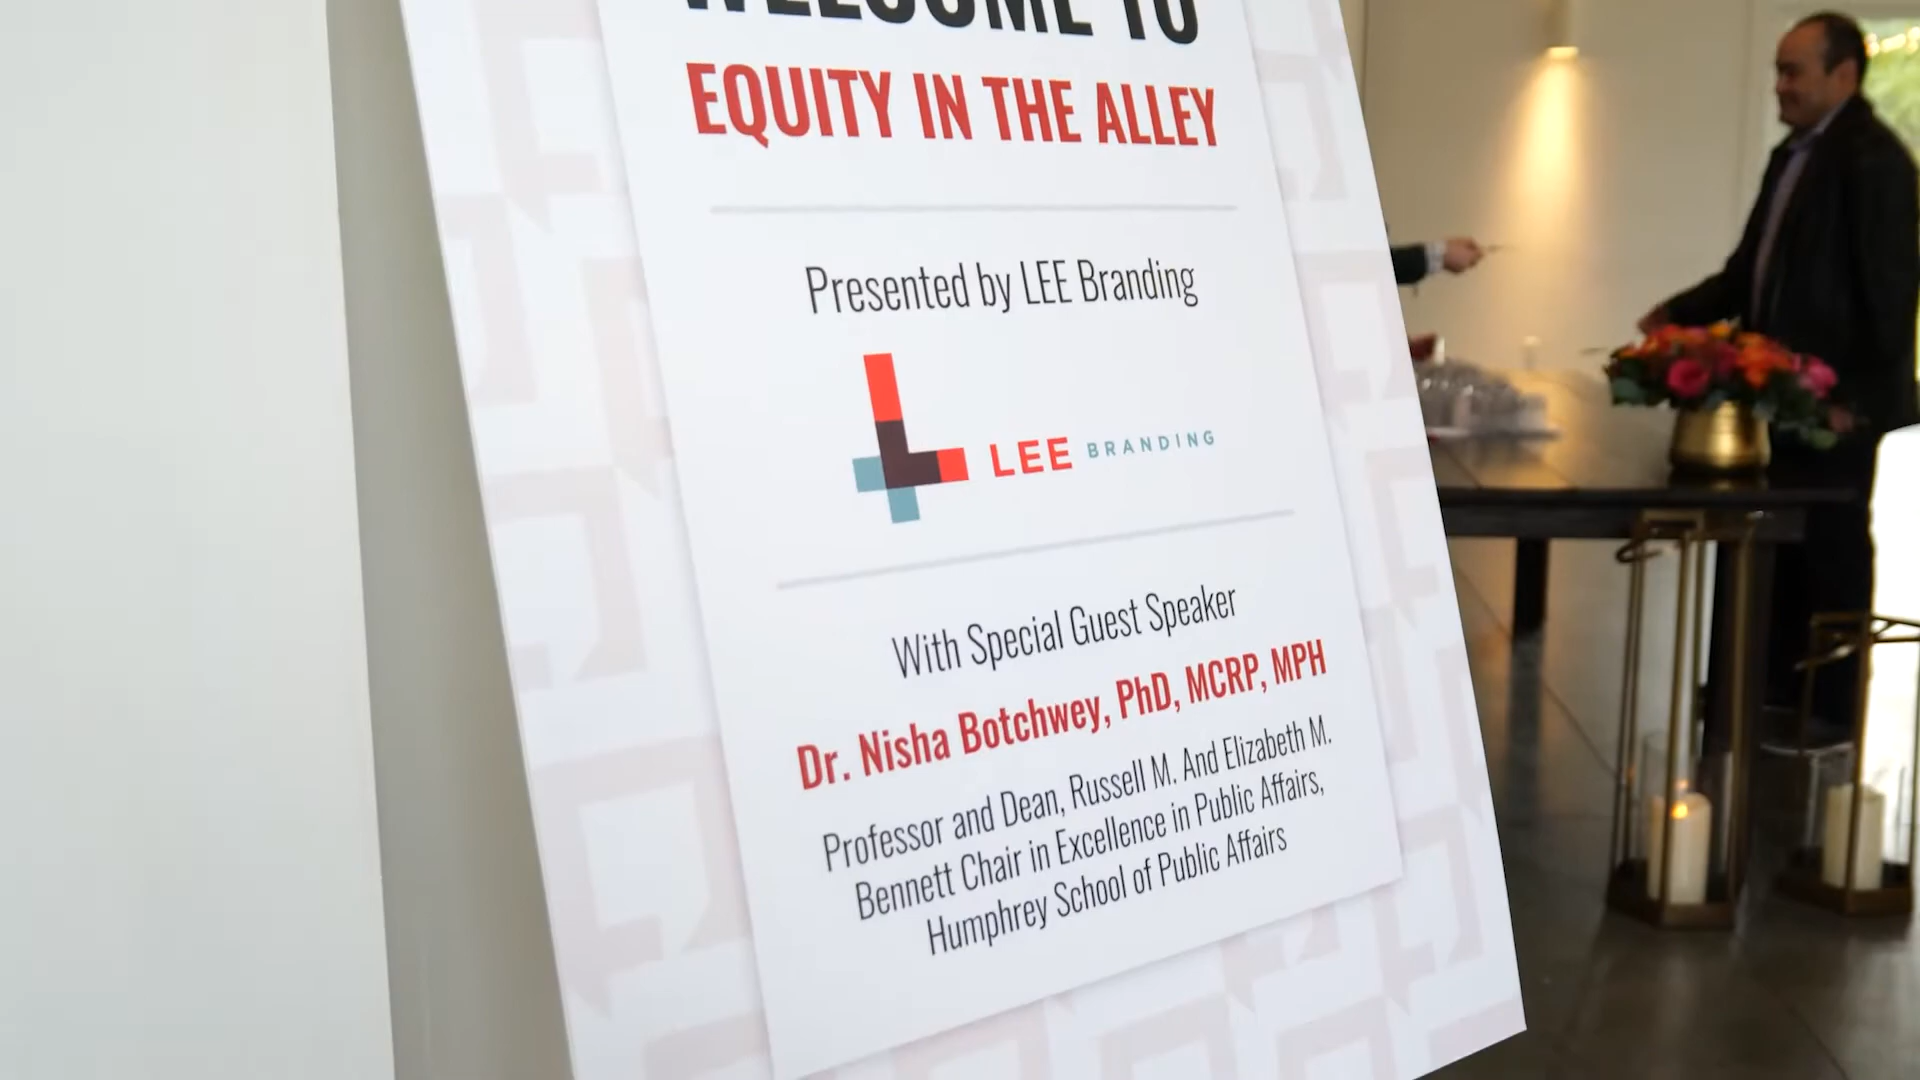 WELCOME TO
EQUITY IN THE ALLEY
Presented by LEE Branding
LEE BRANDING
With Special Guest Speaker
Dr. Nisha Botchwey, PhD, MCRP, MPH
Professor and Dean, Russell M. And Elizabeth M.
Bennett Chair in Excellence in Public Affairs,
Humphrey School of Public Affairs